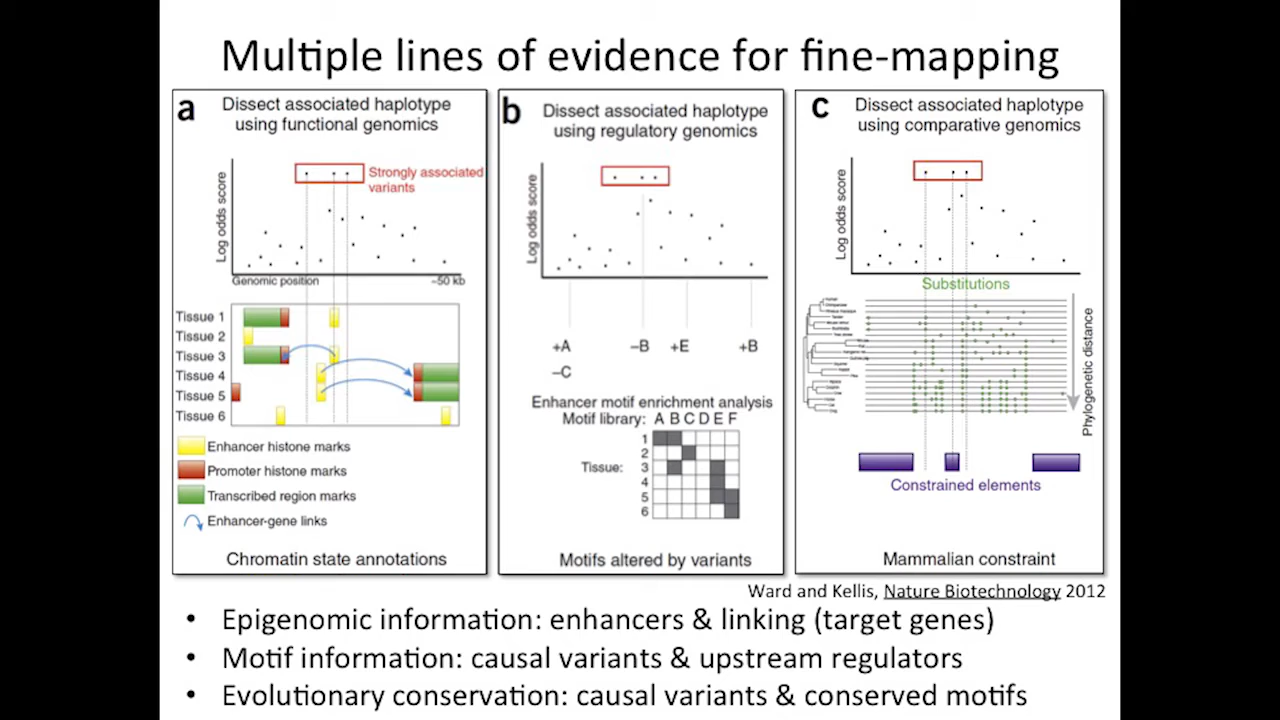 Multiple lines of evidence for fine-mapping
a
Dissect associated haplotype
using functional genomics
Strongly associated
variants
Log odds score
Genomic position
~50 kb
Tissue 1
Tissue 2
Tissue 3
Tissue 4
Tissue 5
Tissue 6
Enhancer histone marks
Promoter histone marks
Transcribed region marks
Enhancer-gene links
Chromatin state annotations
b
Dissect associated haplotype
using regulatory genomics
Log odds score
+A –B +E +B
–C
Enhancer motif enrichment analysis
Motif library: A B C D E F
1
2
Tissue: 3
4
5
6
Motifs altered by variants
c
Dissect associated haplotype
using comparative genomics
Log odds score
Substitutions
Phylogenetic distance
Constrained elements
Mammalian constraint
Ward and Kellis, Nature Biotechnology 2012
• Epigenomic information: enhancers & linking (target genes)
• Motif information: causal variants & upstream regulators
• Evolutionary conservation: causal variants & conserved motifs